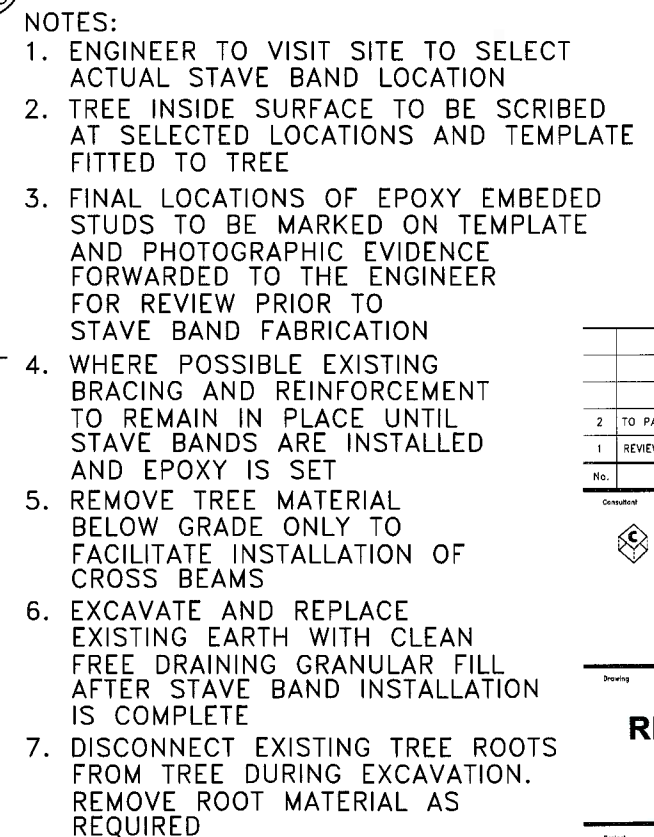 NOTES:
1. ENGINEER TO VISIT SITE TO SELECT
ACTUAL STAVE BAND LOCATION
2. TREE INSIDE SURFACE TO BE SCRIBED
AT SELECTED LOCATIONS AND TEMPLATE
FITTED TO TREE
3. FINAL LOCATIONS OF EPOXY EMBEDED
STUDS TO BE MARKED ON TEMPLATE
AND PHOTOGRAPHIC EVIDENCE
FORWARDED TO THE ENGINEER
FOR REVIEW PRIOR TO
STAVE BAND FABRICATION
4. WHERE POSSIBLE EXISTING
BRACING AND REINFORCEMENT
TO REMAIN IN PLACE UNTIL
STAVE BANDS ARE INSTALLED
AND EPOXY IS SET
5. REMOVE TREE MATERIAL
BELOW GRADE ONLY TO
FACILITATE INSTALLATION OF
CROSS BEAMS
6. EXCAVATE AND REPLACE
EXISTING EARTH WITH CLEAN
FREE DRAINING GRANULAR FILL
AFTER STAVE BAND INSTALLATION
IS COMPLETE
7. DISCONNECT EXISTING TREE ROOTS
FROM TREE DURING EXCAVATION.
REMOVE ROOT MATERIAL AS
REQUIRED
2 TO PA
1 REVIE
No.
Consultant
C
Drawing